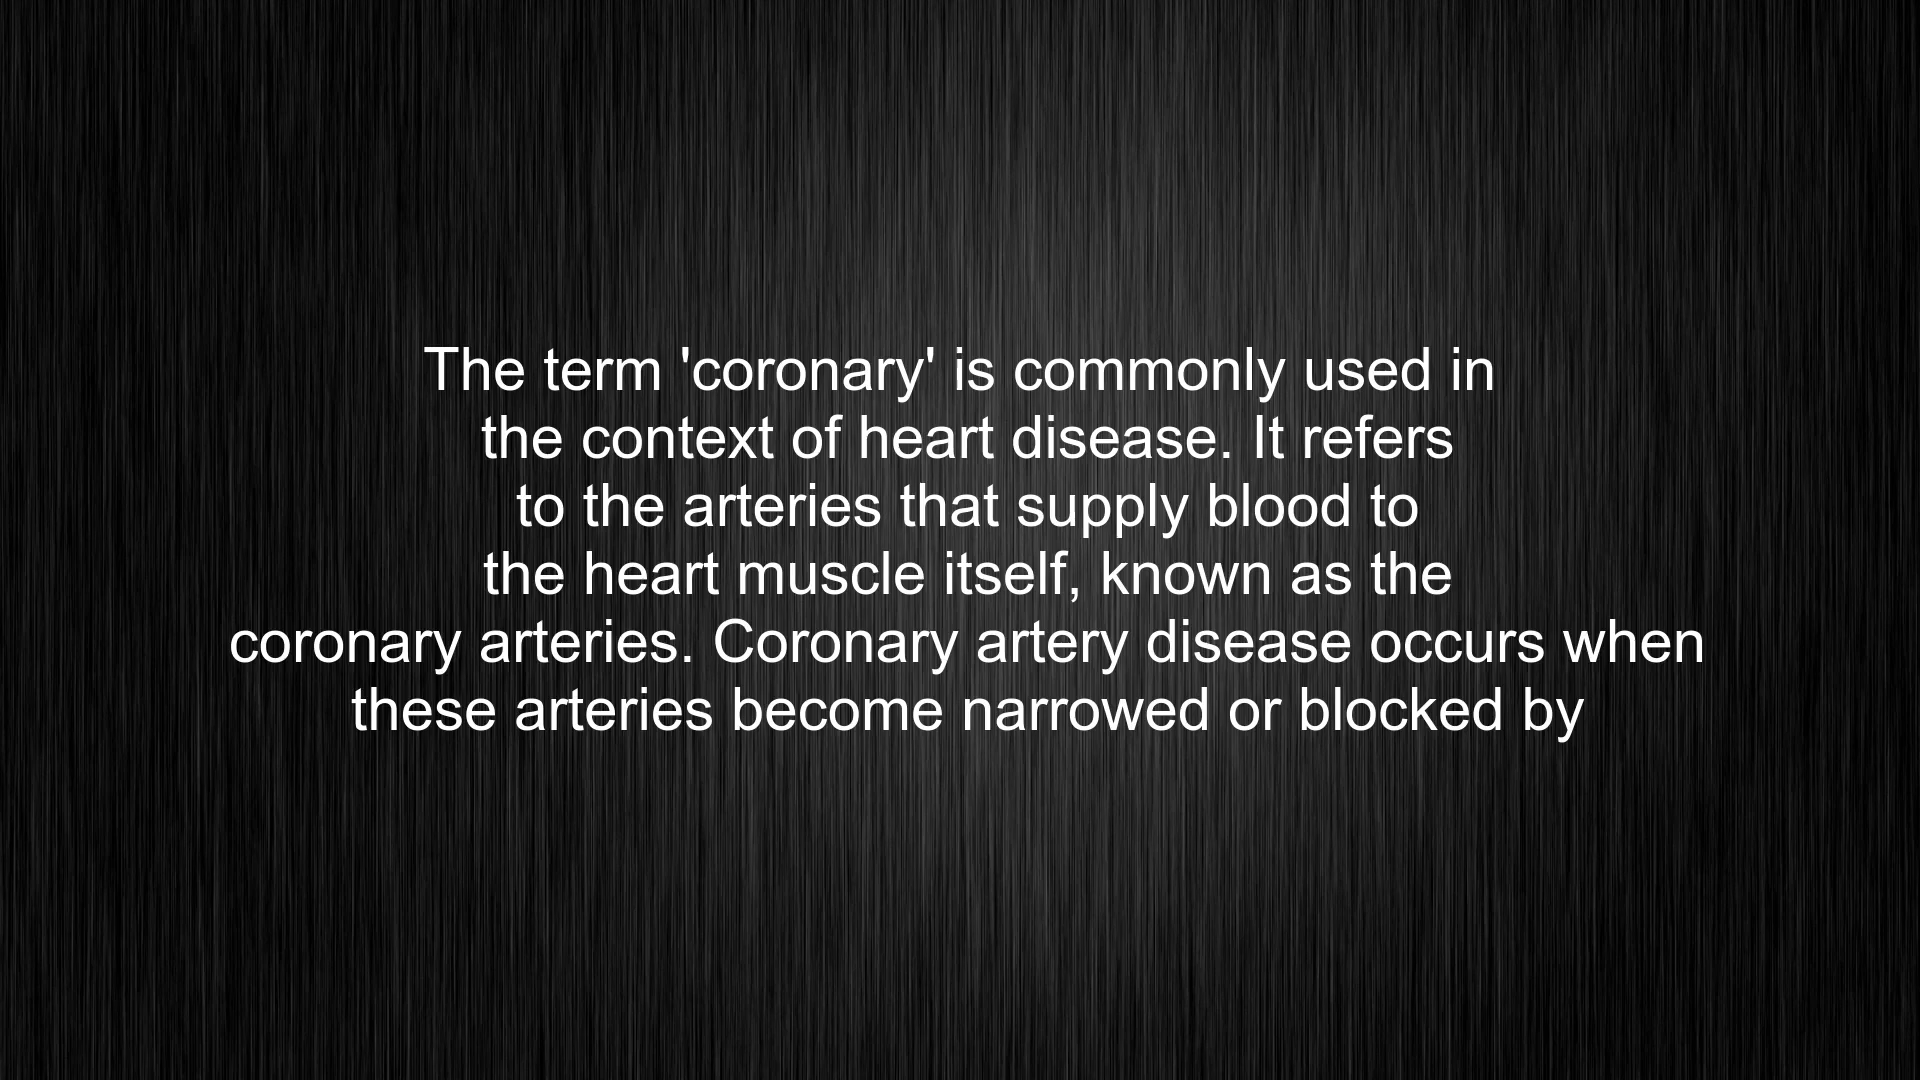 The term 'coronary' is commonly used in
the context of heart disease. It refers
to the arteries that supply blood to
the heart muscle itself, known as the
coronary arteries. Coronary artery disease occurs when
these arteries become narrowed or blocked by